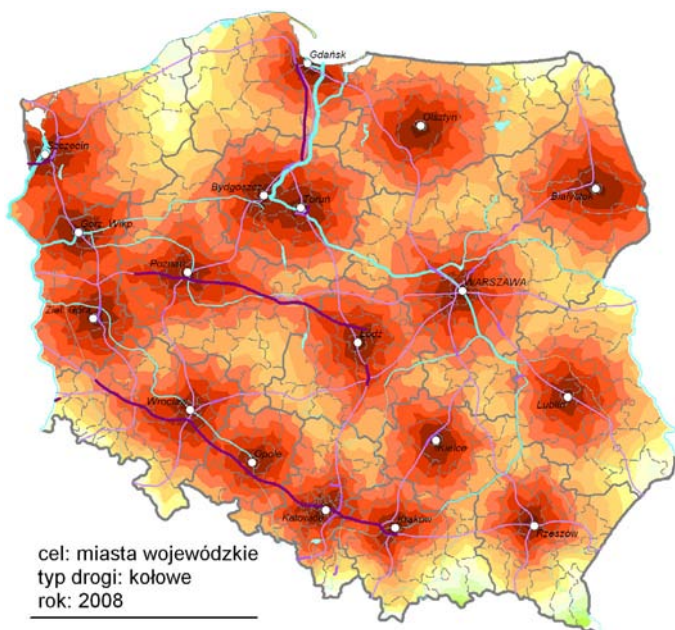 Gdańsk
Olsztyn
Szczecin
Bydgoszcz
Toruń
Białystok
Gorz. Wlkp.
Poznań
WARSZAWA
Ziel. Góra
Łódź
Wrocław
Lublin
Opole
Kielce
Katowice
Kraków
Rzeszów
cel: miasta wojewódzkie
typ drogi: kołowe
rok: 2008